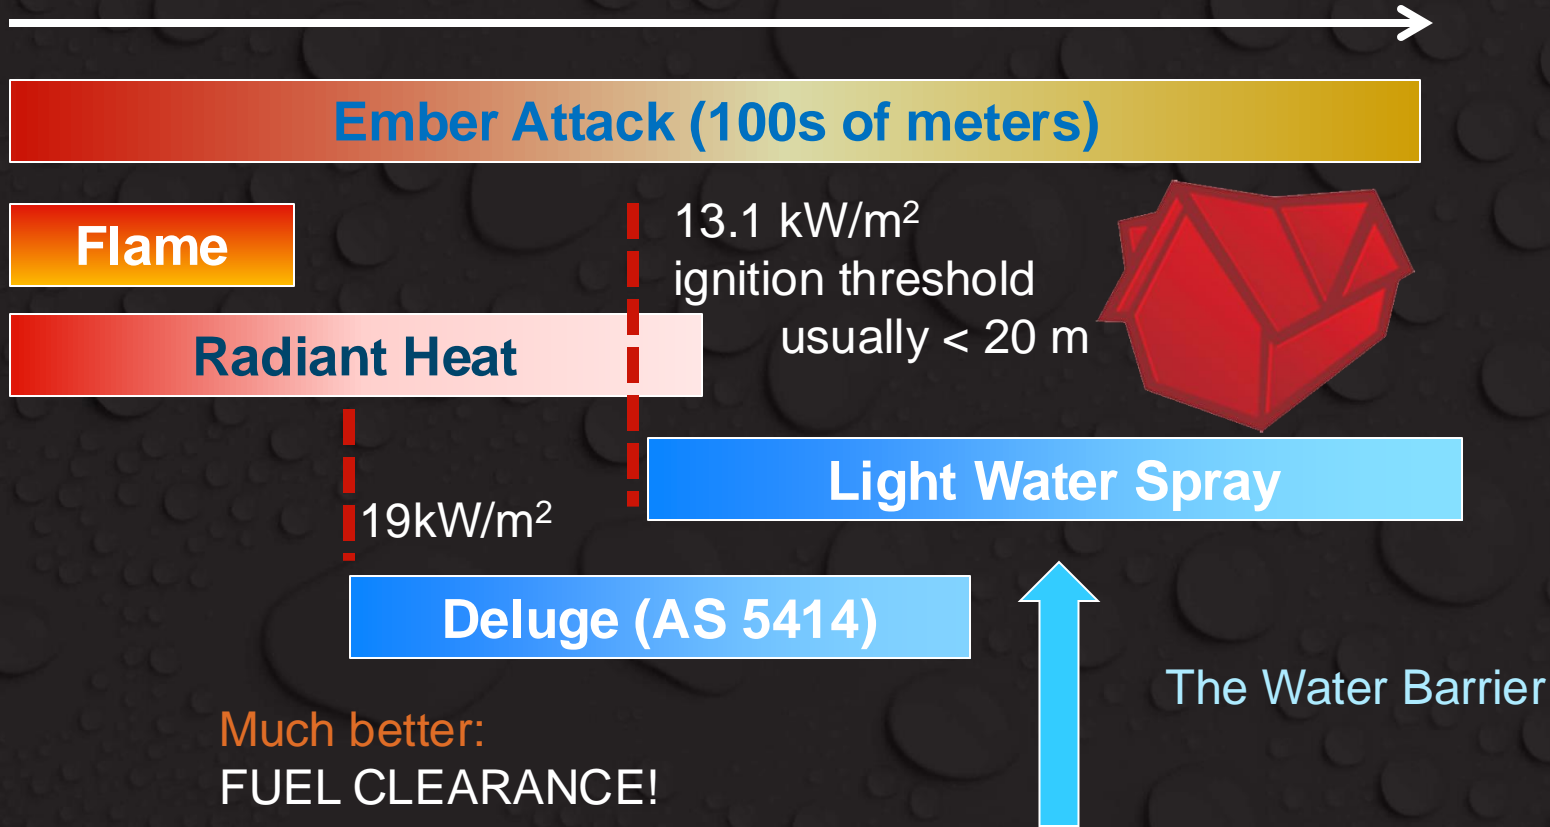 Ember Attack (100s of meters)
Flame
13.1 kW/m²
ignition threshold
usually < 20 m
Radiant Heat
Light Water Spray
19kW/m²
Deluge (AS 5414)
The Water Barrier
Much better:
FUEL CLEARANCE!